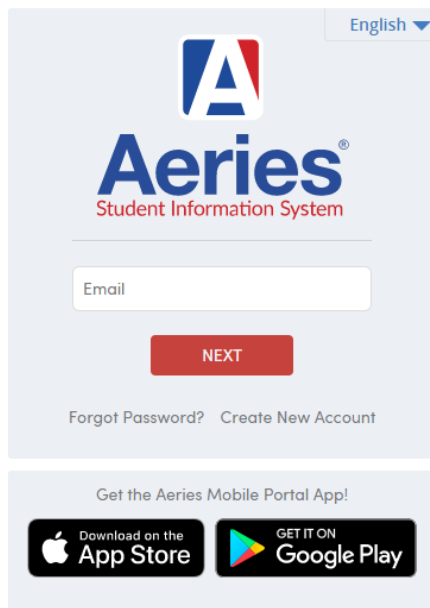 English
Aeries®
Student Information System
Email
NEXT
Forgot Password? Create New Account
Get the Aeries Mobile Portal App!
Download on the
App Store
GET IT ON
Google Play